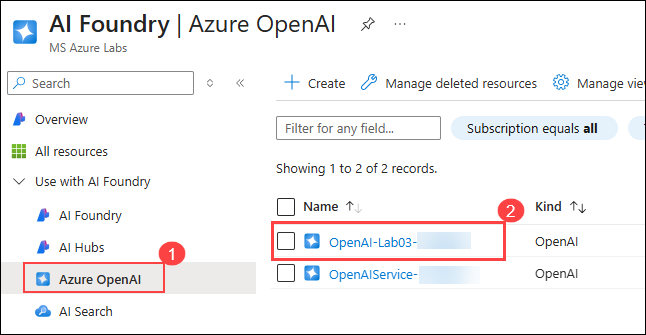 AI Foundry | Azure OpenAI
...
MS Azure Labs
Search
Overview
All resources
Use with AI Foundry
AI Foundry
AI Hubs
1
Azure OpenAI
AI Search
Create Manage deleted resources Manage view
Filter for any field... Subscription equals all
Showing 1 to 2 of 2 records.
Name Kind
2
OpenAI-Lab03- OpenAI
OpenAIService- OpenAI